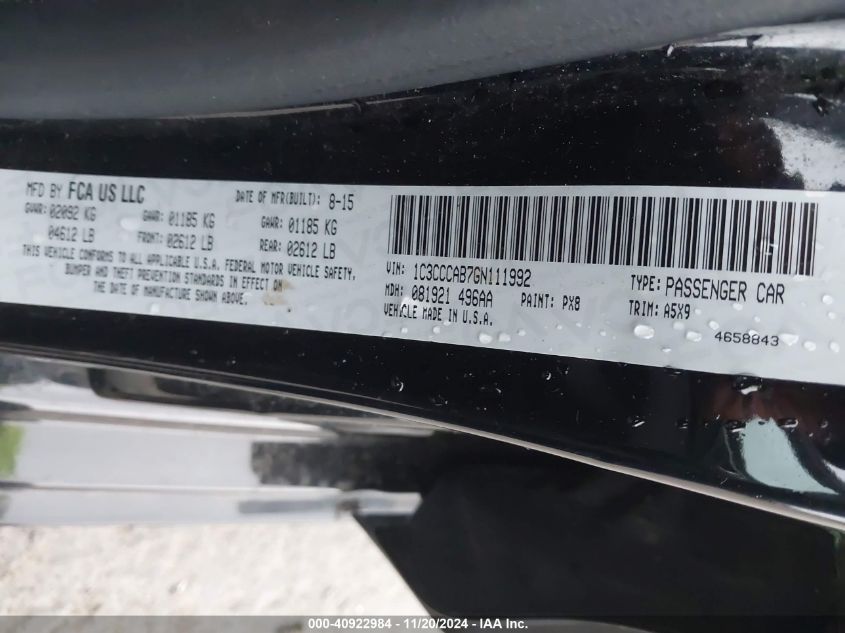 MFD BY FCA US LLC
DATE OF MFR(BUILT): 8-15
GVWR: 02092 KG
GAWR: 01185 KG
GAWR: 01185 KG
04612 LB
FRONT: 02612 LB
REAR: 02612 LB
THIS VEHICLE CONFORMS TO ALL APPLICABLE U.S.A. FEDERAL MOTOR VEHICLE SAFETY,
BUMPER AND THEFT PREVENTION STANDARDS IN EFFECT ON THE
DATE OF MANUFACTURE SHOWN ABOVE.
VIN: 1C3CCCAB7GN111992
TYPE: PASSENGER CAR
MDH: 081921 496AA
PAINT: PX8
TRIM: A5X9
VEHICLE MADE IN U.S.A.
4658843
000-40922984 - 11/20/2024 - IAA Inc.